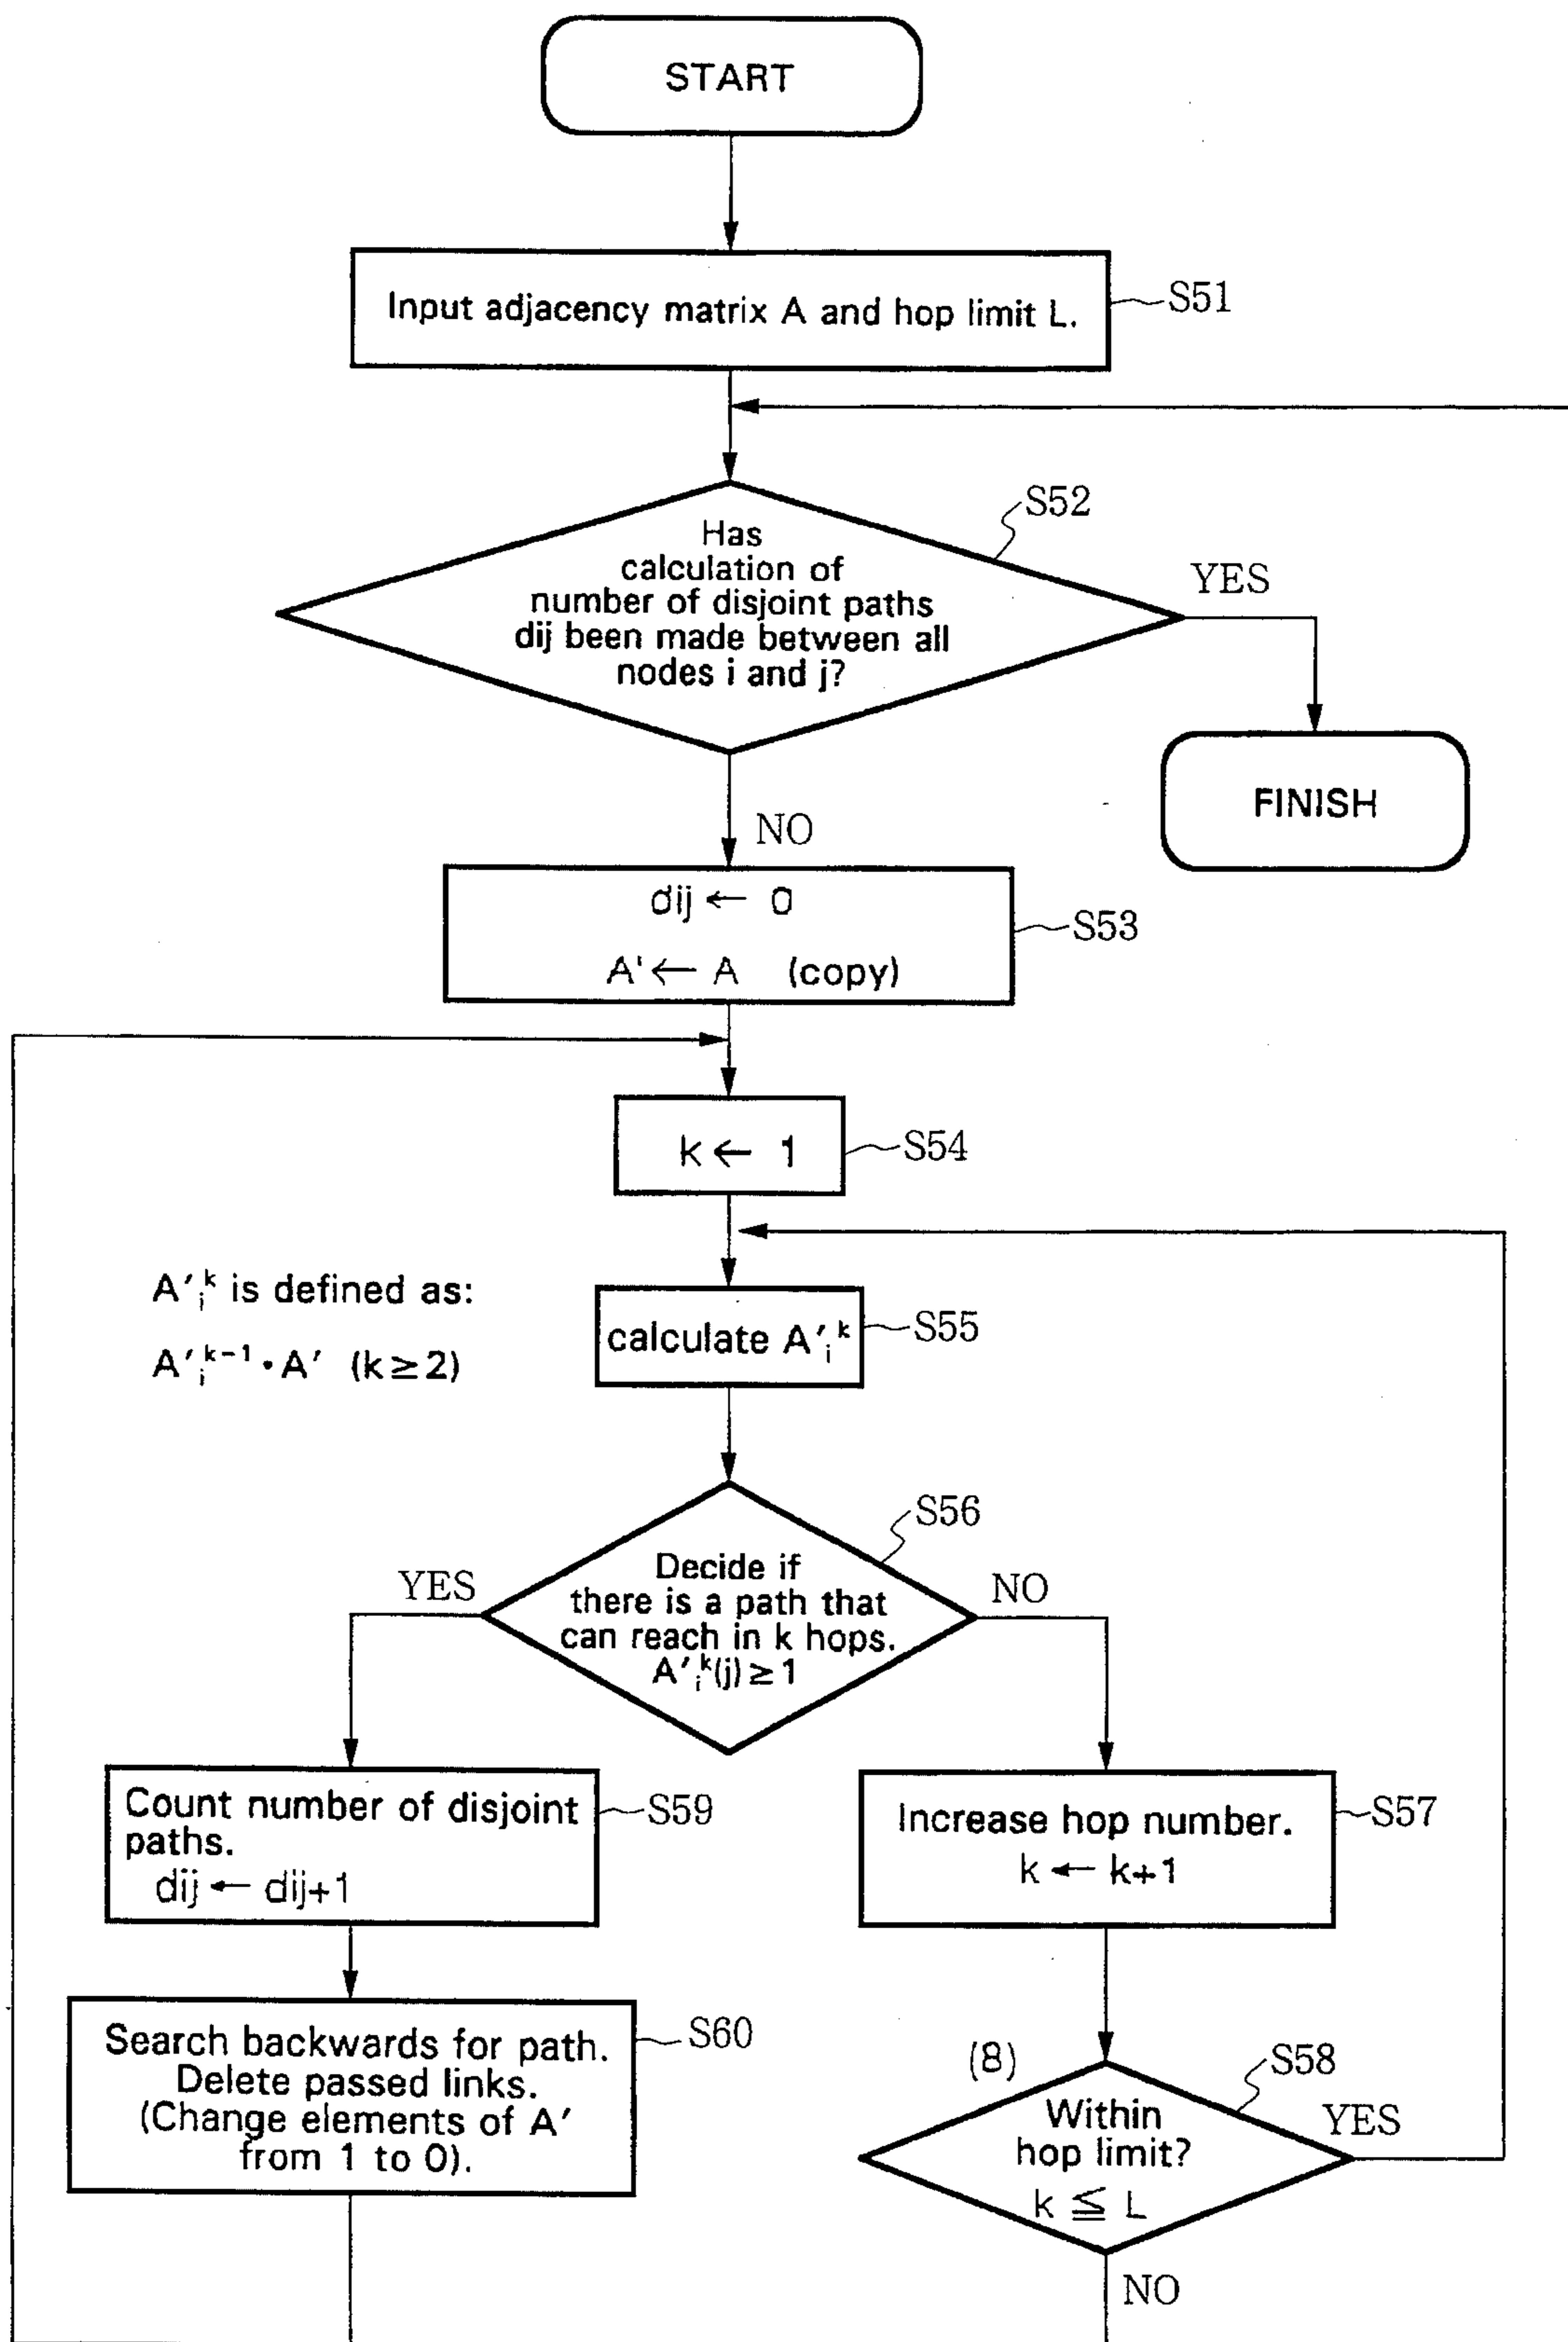 START
Input adjacency matrix A and hop limit L.
S51
S52
Has
calculation of
number of disjoint paths
dij been made between all
nodes i and j?
YES
FINISH
NO
dij ← 0
A' ← A (copy)
S53
k ← 1
S54
A′ᵢᵏ is defined as:
A′ᵢᵏ⁻¹ • A′ (k ≥ 2)
calculate A′ᵢᵏ
S55
S56
Decide if
there is a path that
can reach in k hops.
A′ᵢᵏ(j) ≥ 1
YES
NO
Count number of disjoint
paths.
dij ← dij+1
S59
Increase hop number.
k ← k+1
S57
Search backwards for path.
Delete passed links.
(Change elements of A′
from 1 to 0).
S60
(8)
S58
Within
hop limit?
k ≦ L
YES
NO